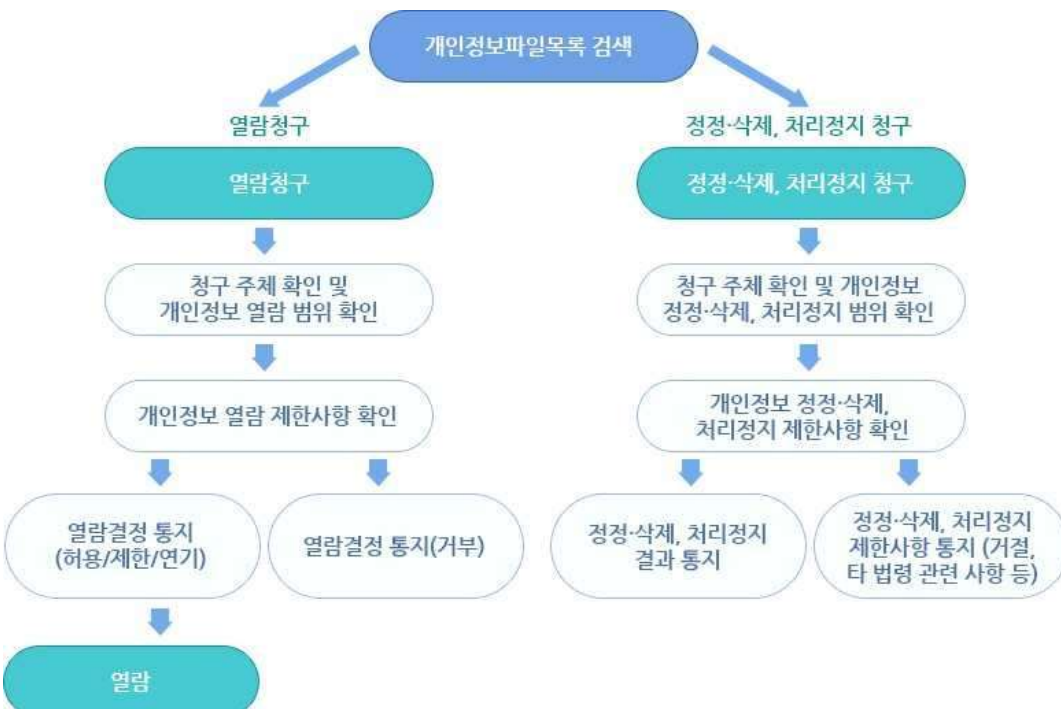 개인정보파일목록 검색
열람청구
열람청구
청구 주체 확인 및
개인정보 열람 범위 확인
개인정보 열람 제한사항 확인
열람결정 통지
(허용/제한/연기)
열람결정 통지(거부)
열람
정정·삭제, 처리정지 청구
정정·삭제, 처리정지 청구
청구 주체 확인 및 개인정보
정정·삭제, 처리정지 범위 확인
개인정보 정정·삭제,
처리정지 제한사항 확인
정정·삭제, 처리정지
결과 통지
정정·삭제, 처리정지
제한사항 통지 (거절,
타 법령 관련 사항 등)